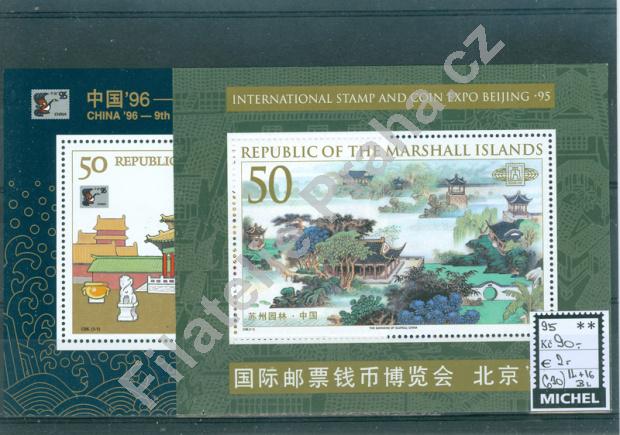 中国'96 —
CHINA '96 — 9th
50 REPUBLI
INTERNATIONAL STAMP AND COIN EXPO BEIJING '95
REPUBLIC OF THE MARSHALL ISLANDS
50
苏州园林·中国
THE GARDENS OF SUZHOU, CHINA
国际邮票钱币博览会 北京'
95 **
Kč 90.-
€
MICHEL
Filatelie Praha cz